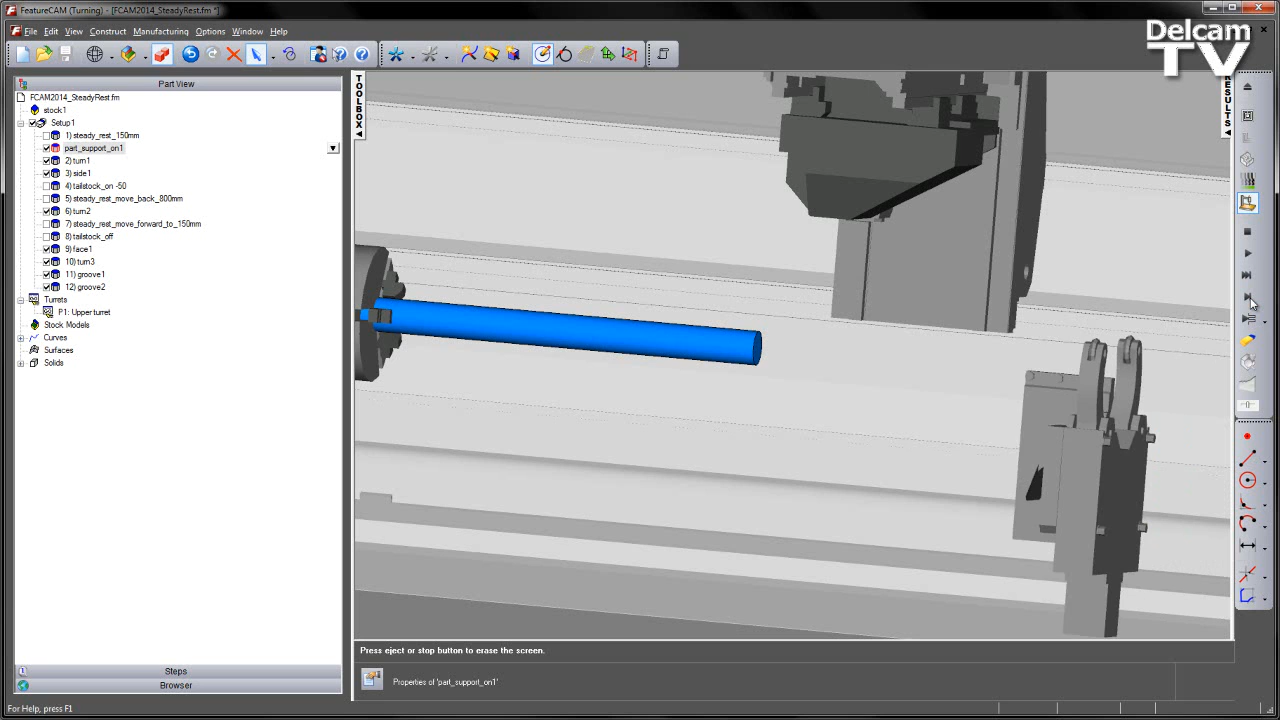 FeatureCAM (Turning) - [FCAM2014_SteadyRest.fm *]
File Edit View Construct Manufacturing Options Window Help
Delcam
TV
Part View
FCAM2014_SteadyRest.fm
stock1
Setup1
1) steady_rest_150mm
part_support_on1
2) turn1
3) side1
4) tailstock_on -50
5) steady_rest_move_back_800mm
6) turn2
7) steady_rest_move_forward_to_150mm
8) tailstock_off
9) face1
10) turn3
11) groove1
12) groove2
Turrets
P1: Upper turret
Stock Models
Curves
Surfaces
Solids
Steps
Browser
TOOLBOX
RESULTS
Press eject or stop button to erase the screen.
Properties of 'part_support_on1'
For Help, press F1